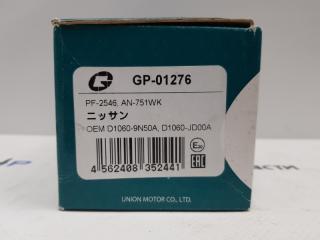 G GP-01276
PF-2546, AN-751WK
ニッサン
OEM D1060-9N50A, D1060-JD00A
4 562408 352441
EAC
UNION MOTOR CO., LTD.